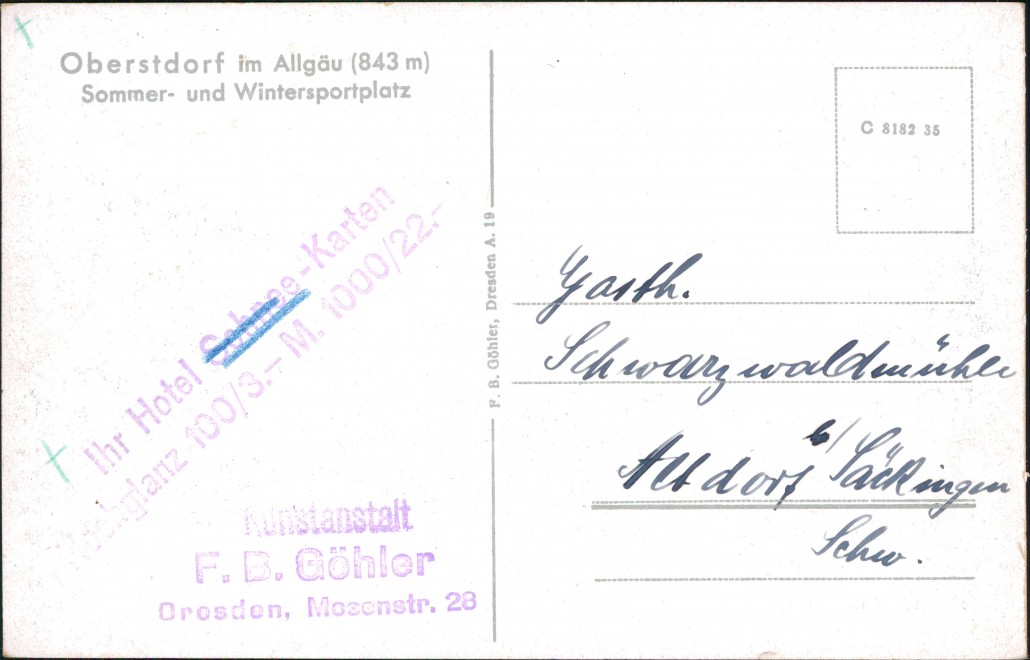 Oberstdorf im Allgäu (843 m)
Sommer- und Wintersportplatz
C 8182 35
Ihr Hotel Schnee-Karten
Hochglanz 100/3.- M. 1000/22.-
Kunstanstalt
F. B. Göhler
Dresden, Mosenstr. 28
F. B. Göhler, Dresden A. 19
Gasth.
Schwarzwaldmühle
Altdorf b/ Säckingen
Schw.